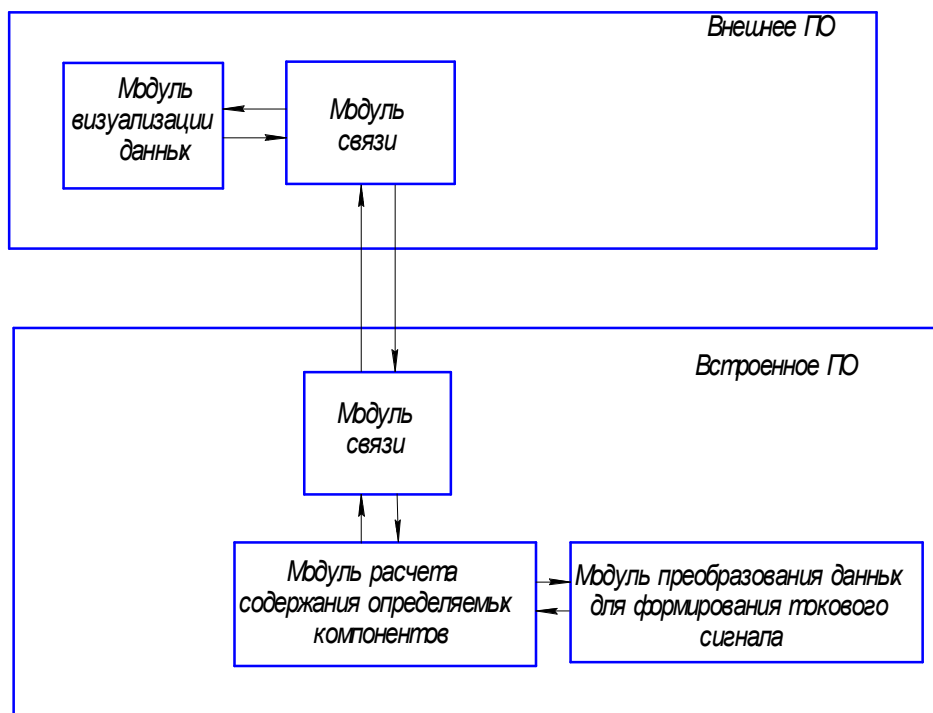 Внешнее ПО
Модуль
визуализации
данных
Модуль
связи
Встроенное ПО
Модуль
связи
Модуль расчета
содержания определяемых
компонентов
Модуль преобразования данных
для формирования токового
сигнала